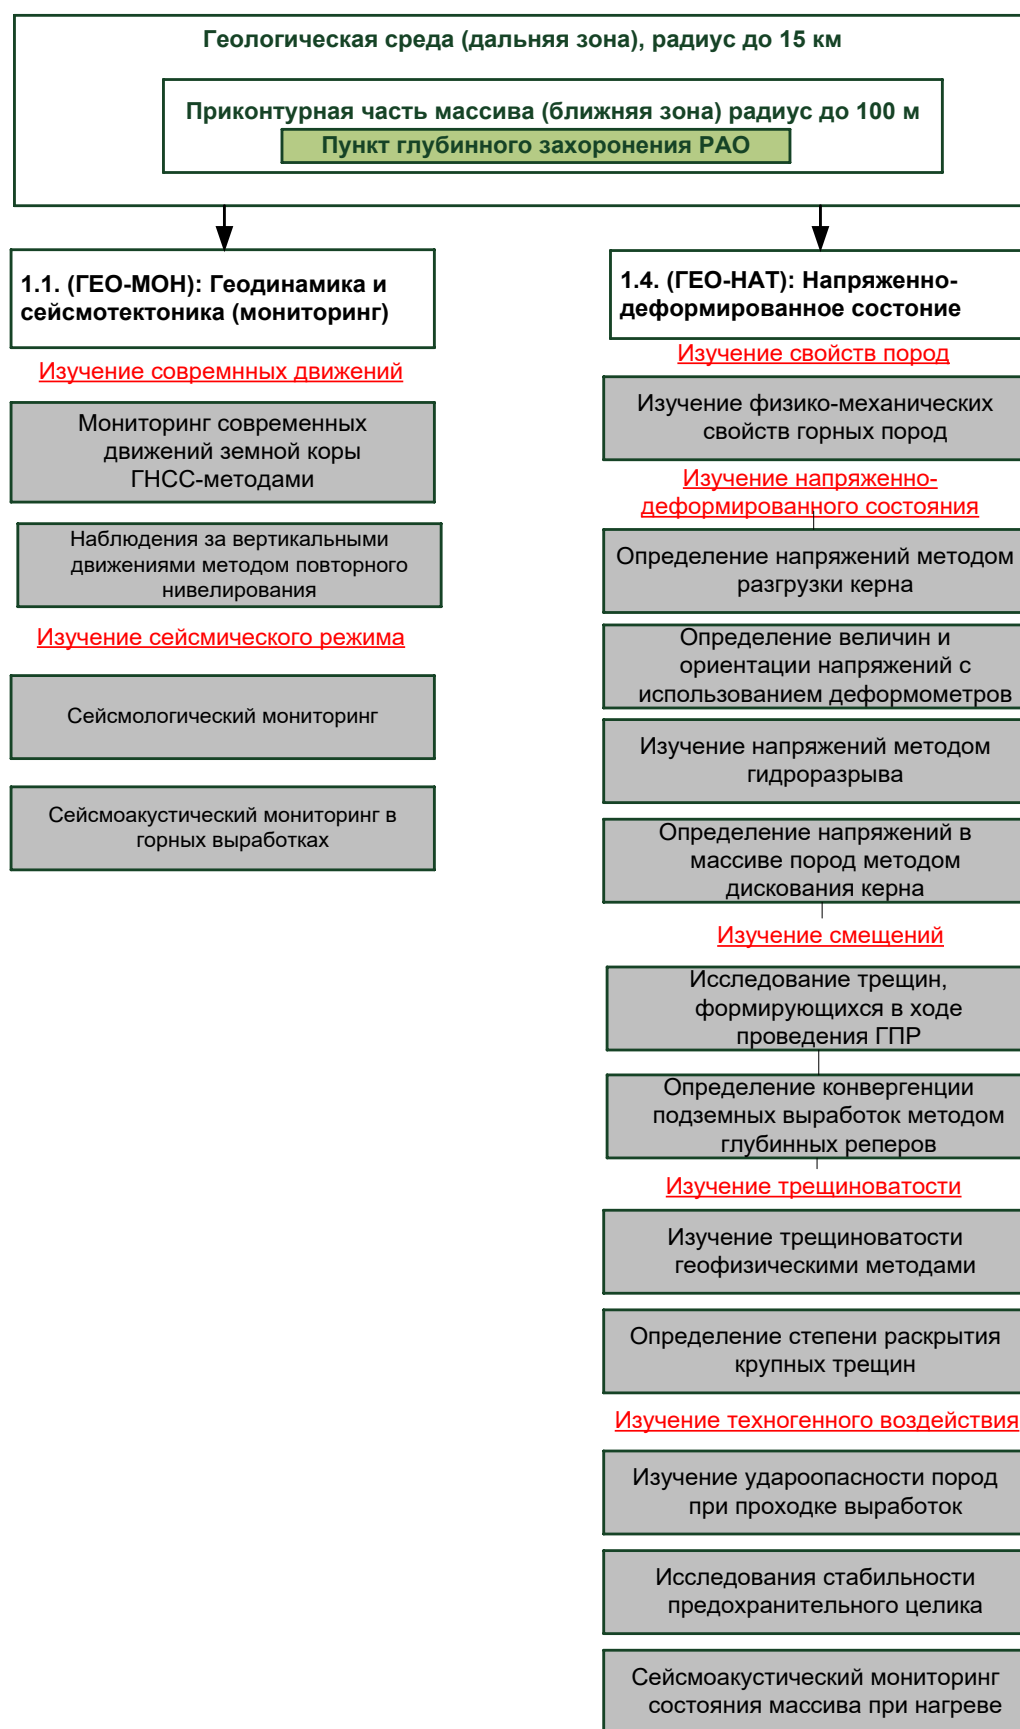 Геологическая среда (дальняя зона), радиус до 15 км
Приконтурная часть массива (ближняя зона) радиус до 100 м
Пункт глубинного захоронения РАО
1.1. (ГЕО-МОН): Геодинамика и
сейсмотектоника (мониторинг)
Изучение совремнных движений
Мониторинг современных
движений земной коры
ГНСС-методами
Наблюдения за вертикальными
движениями методом повторного
нивелирования
Изучение сейсмического режима
Сейсмологический мониторинг
Сейсмоакустический мониторинг в
горных выработках
1.4. (ГЕО-НАТ): Напряженно-
деформированное состоние
Изучение свойств пород
Изучение физико-механических
свойств горных пород
Изучение напряженно-
деформированного состояния
Определение напряжений методом
разгрузки керна
Определение величин и
ориентации напряжений с
использованием деформометров
Изучение напряжений методом
гидроразрыва
Определение напряжений в
массиве пород методом
дискования керна
Изучение смещений
Исследование трещин,
формирующихся в ходе
проведения ГПР
Определение конвергенции
подземных выработок методом
глубинных реперов
Изучение трещиноватости
Изучение трещиноватости
геофизическими методами
Определение степени раскрытия
крупных трещин
Изучение техногенного воздействия
Изучение удароопасности пород
при проходке выработок
Исследования стабильности
предохранительного целика
Сейсмоакустический мониторинг
состояния массива при нагреве